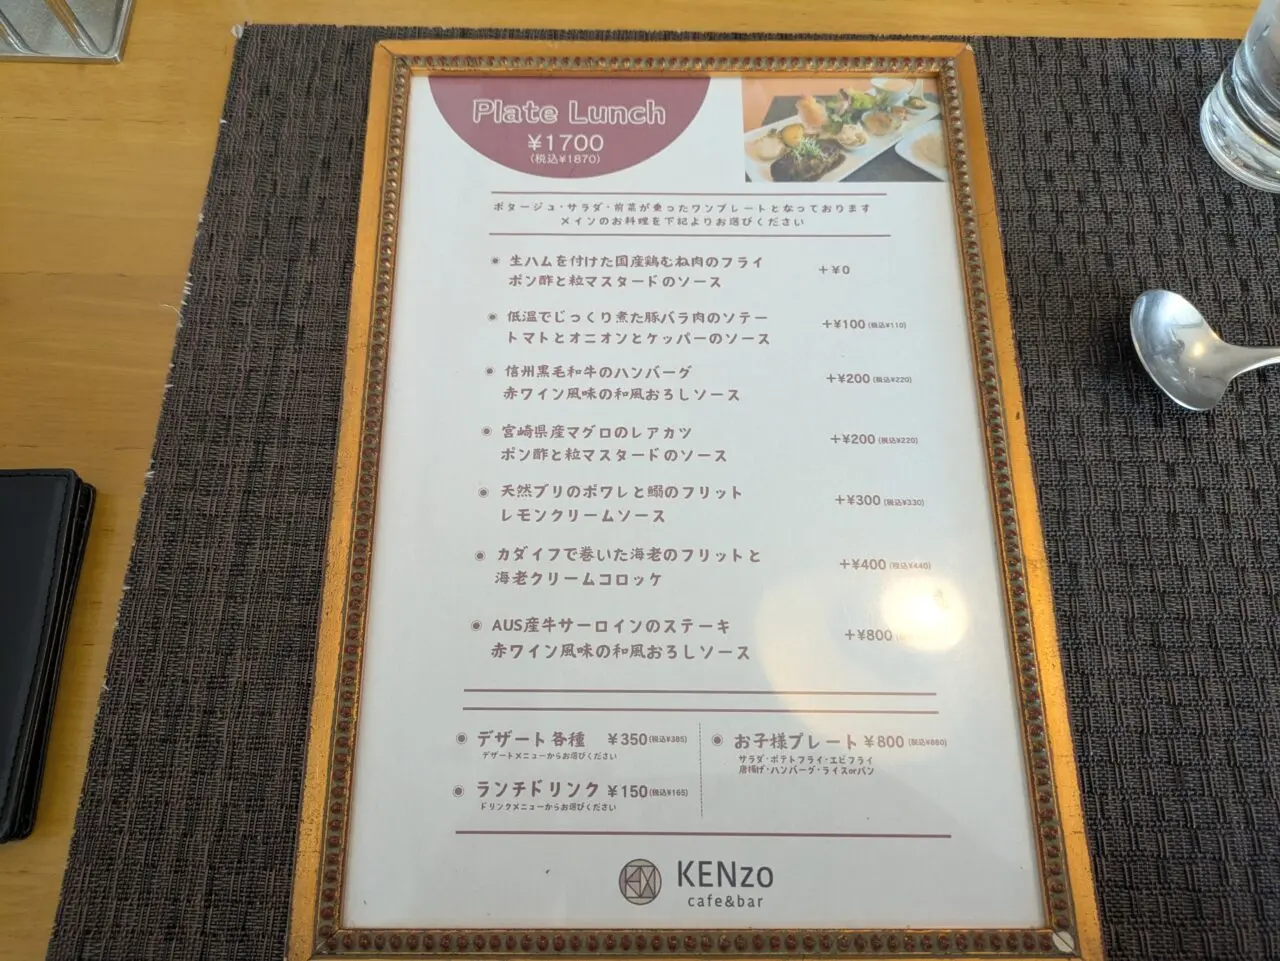 Plate Lunch
¥1700
(税込¥1870)
ポタージュ・サラダ・前菜が乗ったワンプレートとなっております
メインのお料理を下記よりお選びください
◉ 生ハムを付けた国産鶏むね肉のフライ +¥0
ポン酢と粒マスタードのソース
◉ 低温でじっくり煮た豚バラ肉のソテー +¥100 (税込¥110)
トマトとオニオンとケッパーのソース
◉ 信州黒毛和牛のハンバーグ +¥200 (税込¥220)
赤ワイン風味の和風おろしソース
◉ 宮崎県産マグロのレアカツ +¥200 (税込¥220)
ポン酢と粒マスタードのソース
◉ 天然ブリのポワレと鰯のフリット +¥300 (税込¥330)
レモンクリームソース
◉ カダイフで巻いた海老のフリットと +¥400 (税込¥440)
海老クリームコロッケ
◉ AUS産牛サーロインのステーキ +¥800
赤ワイン風味の和風おろしソース
◉ デザート各種 ¥350(税込¥385)
デザートメニューからお選びください
◉ ランチドリンク ¥150(税込¥165)
ドリンクメニューからお選びください
◉ お子様プレート ¥800 (税込¥880)
サラダ・ポテトフライ・エビフライ
唐揚げ・ハンバーグ・ライスorパン
KENzo
cafe&bar